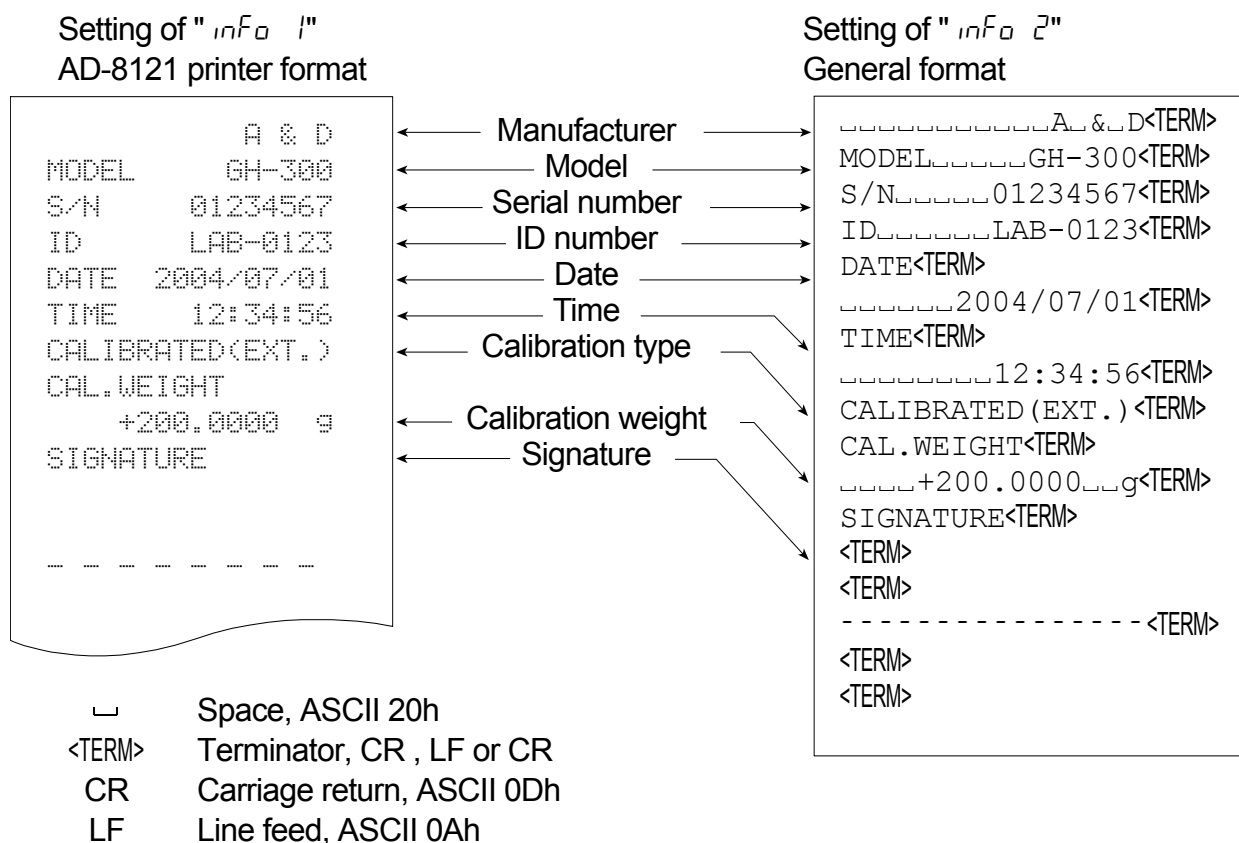 Setting of " info 1"
AD-8121 printer format
A & D
MODEL GH-300
S/N 01234567
ID LAB-0123
DATE 2004/07/01
TIME 12:34:56
CALIBRATED(EXT.)
CAL.WEIGHT
+200.0000 g
SIGNATURE
_ _ _ _ _ _ _ _
Manufacturer
Model
Serial number
ID number
Date
Time
Calibration type
Calibration weight
Signature
Setting of " info 2"
General format
␣␣␣␣␣␣␣␣␣␣␣A␣&␣D<TERM>
MODEL␣␣␣␣␣GH-300<TERM>
S/N␣␣␣␣␣01234567<TERM>
ID␣␣␣␣␣␣LAB-0123<TERM>
DATE<TERM>
␣␣␣␣␣␣2004/07/01<TERM>
TIME<TERM>
␣␣␣␣␣␣␣␣12:34:56<TERM>
CALIBRATED(EXT.)<TERM>
CAL.WEIGHT<TERM>
␣␣␣␣+200.0000␣␣g<TERM>
SIGNATURE<TERM>
<TERM>
<TERM>
----------------<TERM>
<TERM>
<TERM>
␣ Space, ASCII 20h
<TERM> Terminator, CR , LF or CR
CR Carriage return, ASCII 0Dh
LF Line feed, ASCII 0Ah